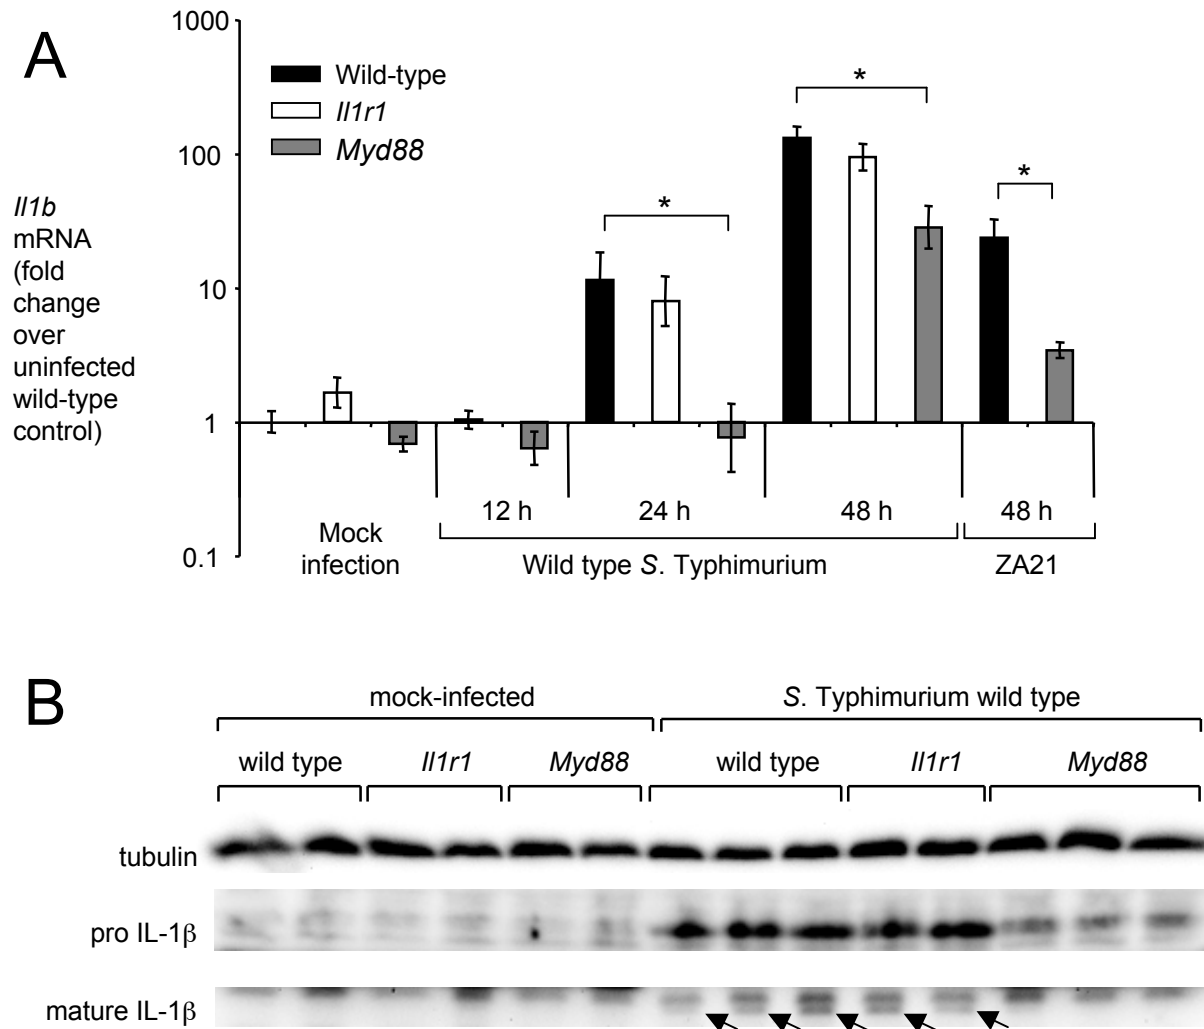 A
1000
100
10
1
0.1
Il1b
mRNA
(fold
change
over
uninfected
wild-type
control)
Wild-type
Il1r1
Myd88
*
*
*
12 h
24 h
48 h
48 h
Mock
infection
Wild type S. Typhimurium
ZA21
B
mock-infected
S. Typhimurium wild type
wild type
Il1r1
Myd88
wild type
Il1r1
Myd88
tubulin
pro IL-1β
mature IL-1β